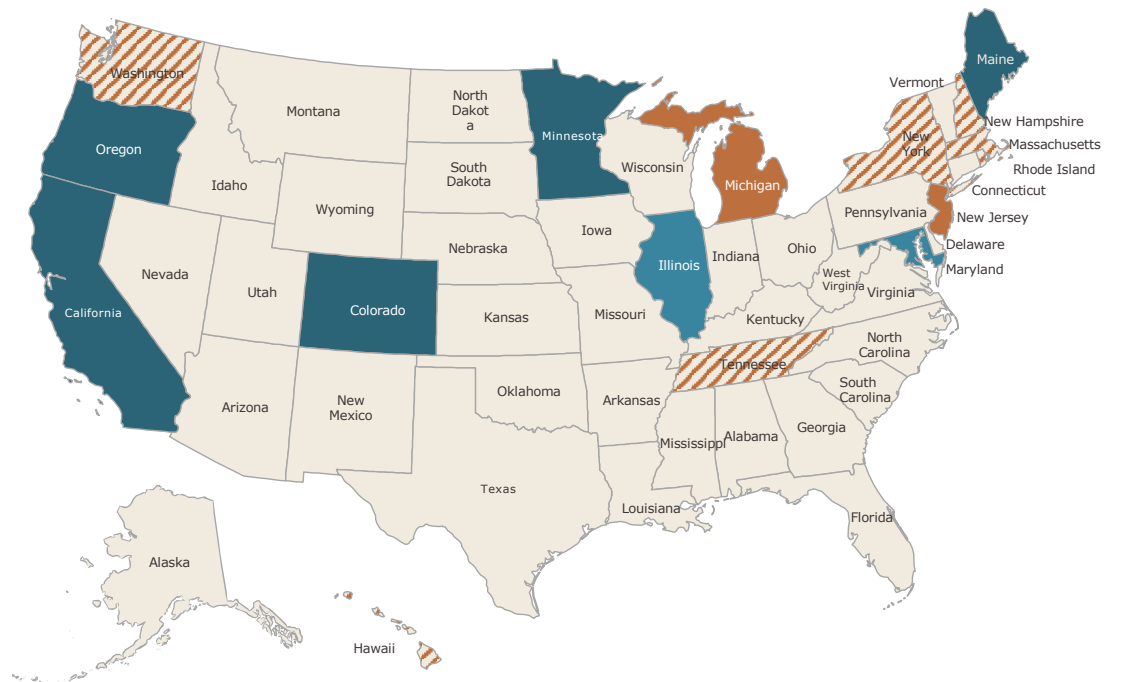 Maine
Washington
Vermont
Montana
North
Dakot
a
New Hampshire
Minnesota
New
York
Massachusetts
Oregon
Wisconsin
Rhode Island
South
Dakota
Idaho
Michigan
Connecticut
Wyoming
Pennsylvania
New Jersey
Iowa
Nebraska
Ohio
Delaware
Indiana
Illinois
Maryland
Nevada
West
Virginia
Utah
Virginia
Colorado
California
Missouri
Kansas
Kentucky
North
Carolina
Tennessee
Oklahoma
South
Carolina
Arkansas
Arizona
New
Mexico
Georgia
Alabama
Mississippi
Texas
Louisiana
Florida
Alaska
Hawaii